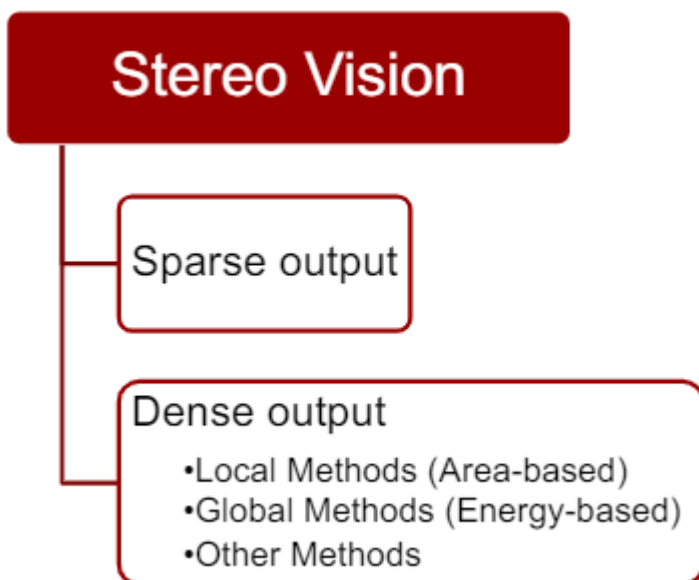 Stereo Vision
Sparse output
Dense output
•Local Methods (Area-based)
•Global Methods (Energy-based)
•Other Methods